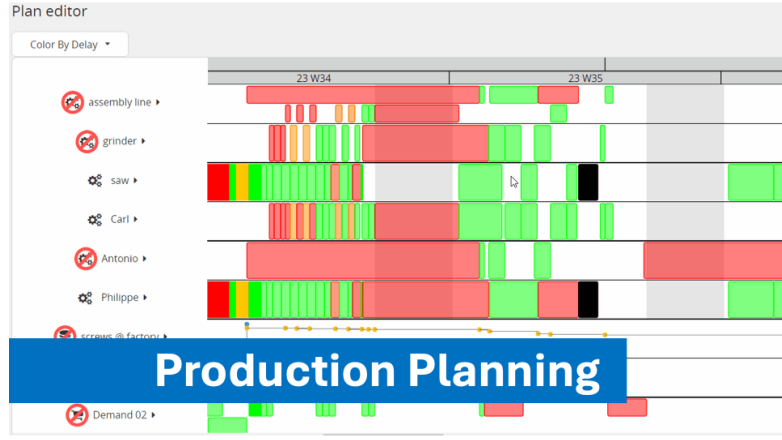 Plan editor
Color By Delay
23 W34
23 W35
assembly line
grinder
saw
Carl
Antonio
Philippe
screws @ factory
Production Planning
Demand 02